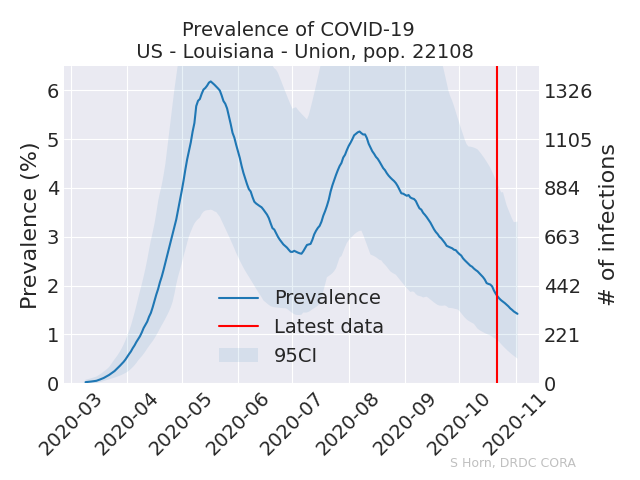 Prevalence of COVID-19
US - Louisiana - Union, pop. 22108
Prevalence (%)
6
5
4
3
2
1
0
1326
1105
884
663
442
221
0
# of infections
Prevalence
Latest data
95CI
2020-03
2020-04
2020-05
2020-06
2020-07
2020-08
2020-09
2020-10
2020-11
S Horn, DRDC CORA